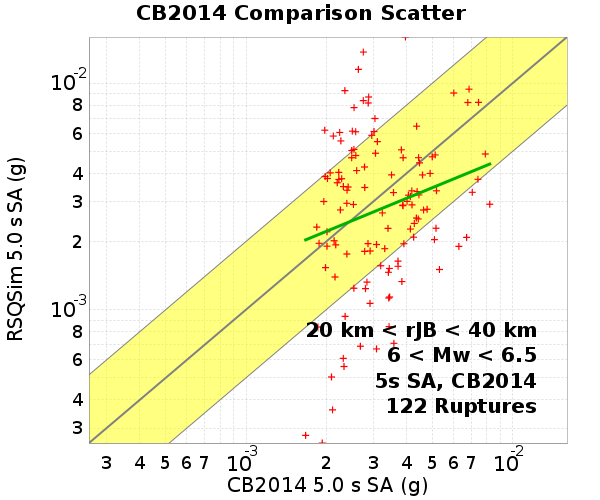 CB2014 Comparison Scatter
RSQSim 5.0 s SA (g)
10-2
8
6
4
3
2
10-3
8
6
4
3
20 km < rJB < 40 km
6 < Mw < 6.5
5s SA, CB2014
122 Ruptures
3 4 5 6 7 10-3 2 3 4 5 6 7 10-2
CB2014 5.0 s SA (g)